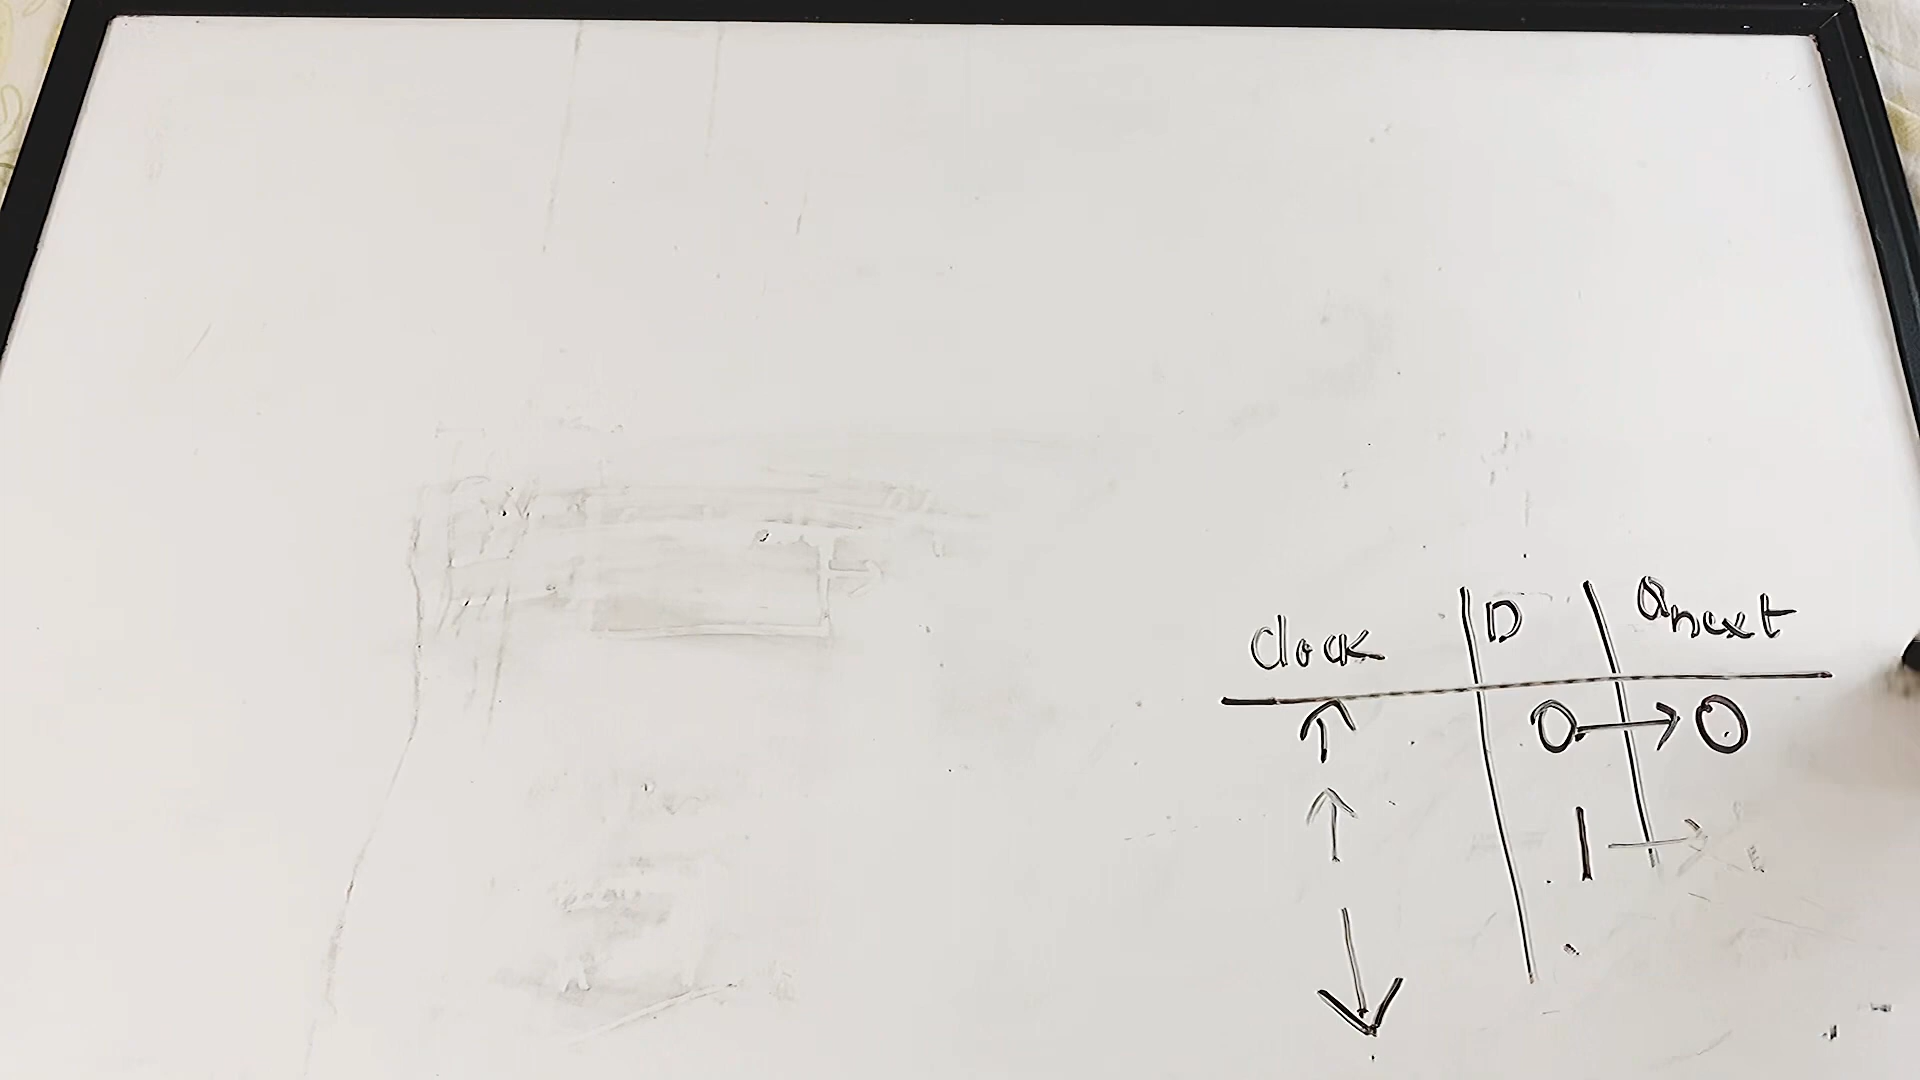 Clock D Qnext
↑ 0 → 0
↑ 1 →
↓